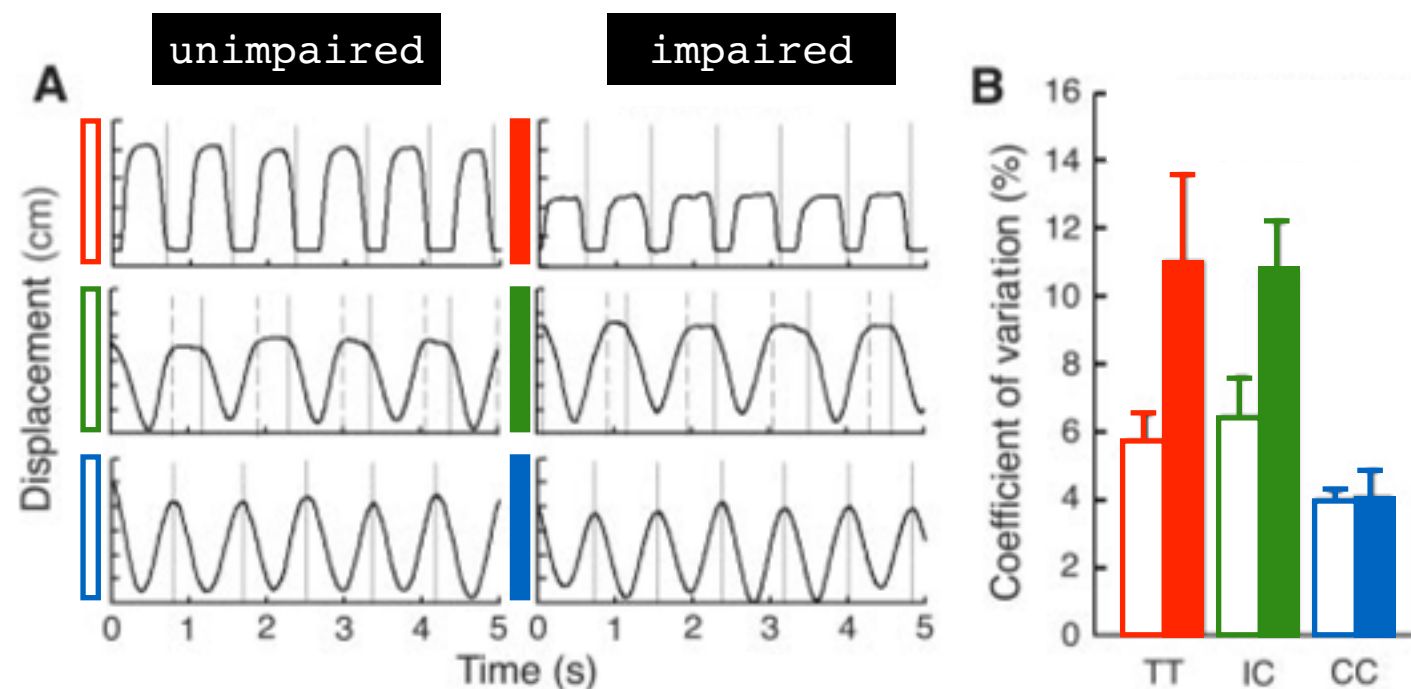 unimpaired
impaired
A
B
Displacement (cm)
0 1 2 3 4 5
0 1 2 3 4 5
Time (s)
Coefficient of variation (%)
16
14
12
10
8
6
4
2
0
TT IC CC